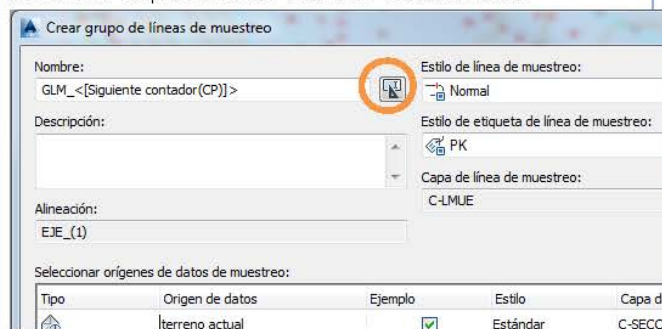 Crear grupo de líneas de muestreo
Nombre:
GLM_<[Siguiente contador(CP)]>
Descripción:
Alineación:
EJE_(1)
Estilo de línea de muestreo:
Normal
Estilo de etiqueta de línea de muestreo:
PK
Capa de línea de muestreo:
C-LMUE
Seleccionar orígenes de datos de muestreo:
Tipo Origen de datos Ejemplo Estilo Capa d
terreno actual Estándar C-SECC